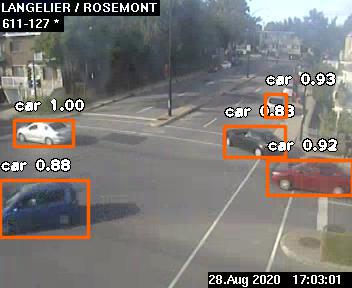 LANGELIER / ROSEMONT
611-127 *
car 0.93
car 1.00
car 0.83
car 0.92
car 0.88
28.Aug 2020 17:03:01